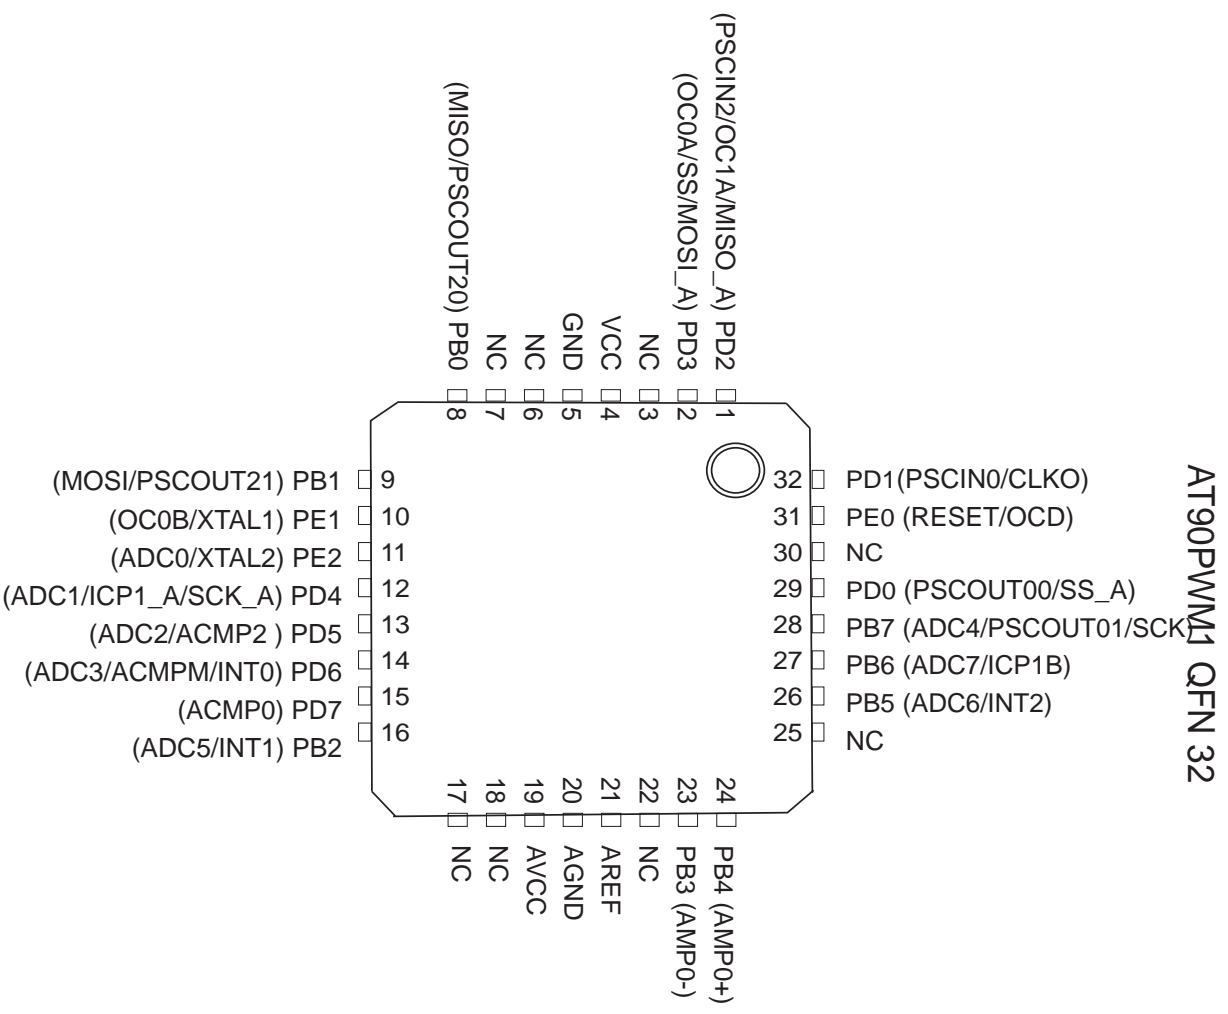 (PSCIN2/OC1A/MISO_A) PD2
(OC0A/SS/MOSI_A) PD3
NC
VCC
GND
NC
NC
(MISO/PSCOUT20) PB0
1
2
3
4
5
6
7
8
(MOSI/PSCOUT21) PB1 9
(OC0B/XTAL1) PE1 10
(ADC0/XTAL2) PE2 11
(ADC1/ICP1_A/SCK_A) PD4 12
(ADC2/ACMP2 ) PD5 13
(ADC3/ACMPM/INT0) PD6 14
(ACMP0) PD7 15
(ADC5/INT1) PB2 16
32 PD1(PSCIN0/CLKO)
31 PE0 (RESET/OCD)
30 NC
29 PD0 (PSCOUT00/SS_A)
28 PB7 (ADC4/PSCOUT01/SCK)
27 PB6 (ADC7/ICP1B)
26 PB5 (ADC6/INT2)
25 NC
17 NC
18 NC
19 AVCC
20 AGND
21 AREF
22 NC
23 PB3 (AMP0-)
24 PB4 (AMP0+)
AT90PWM1 QFN 32